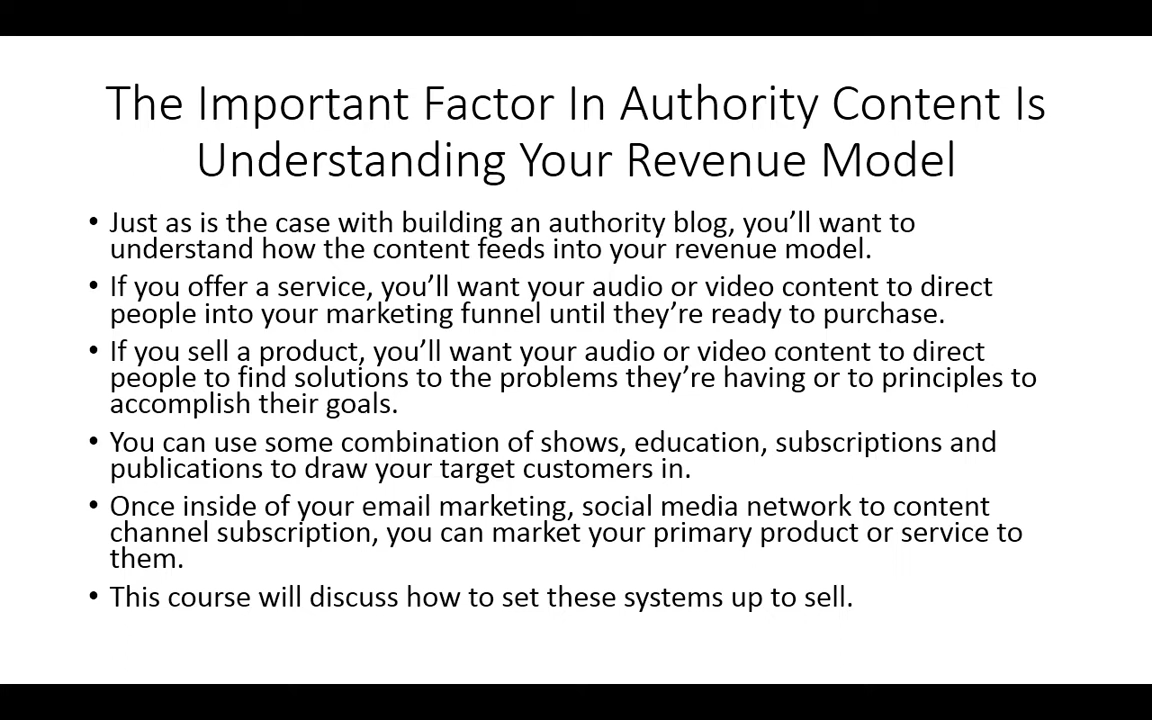 The Important Factor In Authority Content Is
Understanding Your Revenue Model
• Just as is the case with building an authority blog, you’ll want to
understand how the content feeds into your revenue model.
• If you offer a service, you’ll want your audio or video content to direct
people into your marketing funnel until they’re ready to purchase.
• If you sell a product, you’ll want your audio or video content to direct
people to find solutions to the problems they’re having or to principles to
accomplish their goals.
• You can use some combination of shows, education, subscriptions and
publications to draw your target customers in.
• Once inside of your email marketing, social media network to content
channel subscription, you can market your primary product or service to
them.
• This course will discuss how to set these systems up to sell.